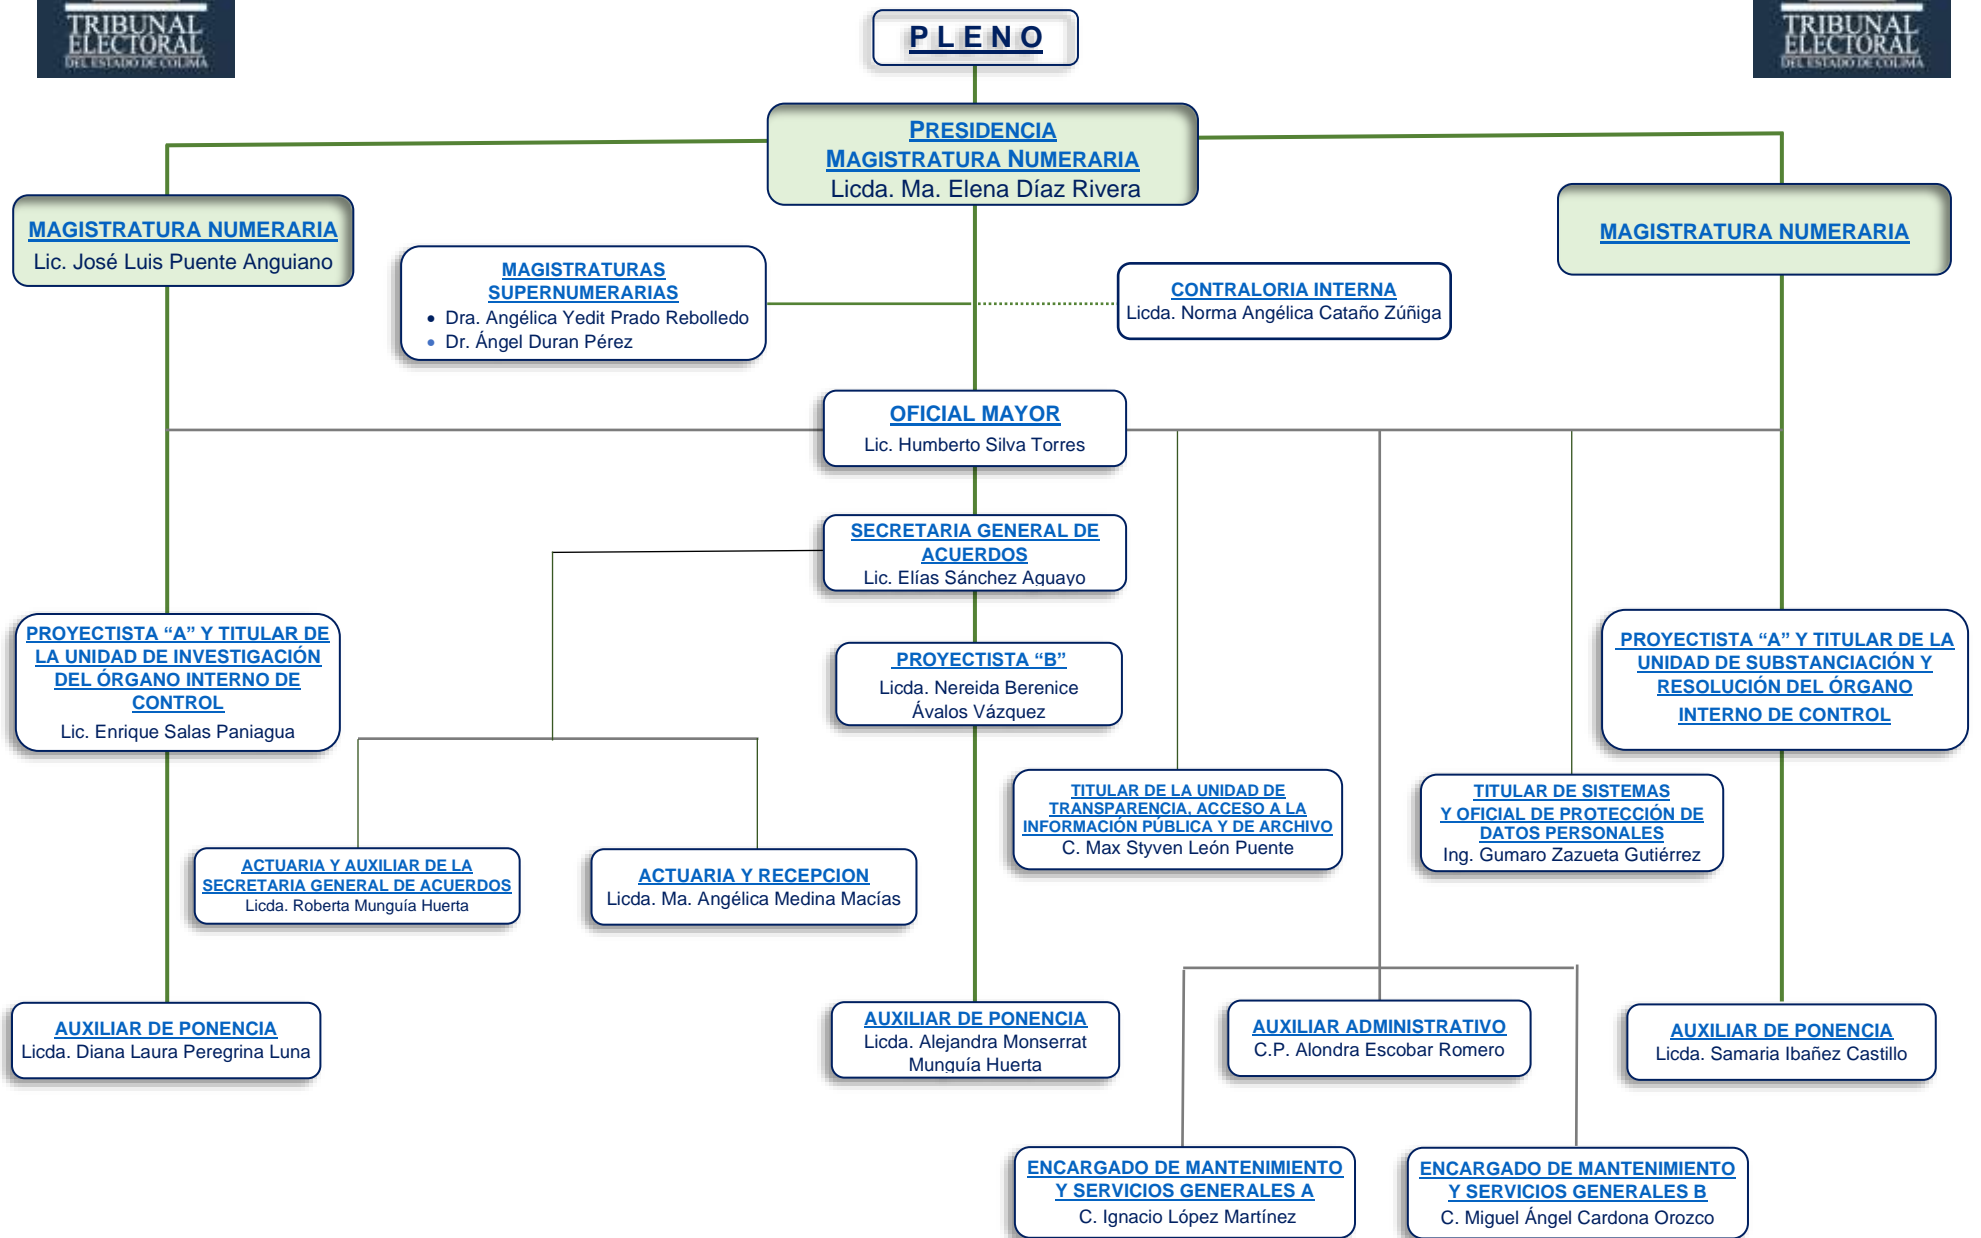 TRIBUNAL
ELECTORAL
DEL ESTADO DE COLIMA
P L E N O
TRIBUNAL
ELECTORAL
DEL ESTADO DE COLIMA
PRESIDENCIA
MAGISTRATURA NUMERARIA
Licda. Ma. Elena Díaz Rivera
MAGISTRATURA NUMERARIA
Lic. José Luis Puente Anguiano
MAGISTRATURA NUMERARIA
MAGISTRATURAS
SUPERNUMERARIAS
• Dra. Angélica Yedit Prado Rebolledo
• Dr. Ángel Duran Pérez
CONTRALORIA INTERNA
Licda. Norma Angélica Cataño Zúñiga
OFICIAL MAYOR
Lic. Humberto Silva Torres
SECRETARIA GENERAL DE
ACUERDOS
Lic. Elías Sánchez Aguayo
PROYECTISTA “A” Y TITULAR DE
LA UNIDAD DE INVESTIGACIÓN
DEL ÓRGANO INTERNO DE
CONTROL
Lic. Enrique Salas Paniagua
PROYECTISTA “B”
Licda. Nereida Berenice
Ávalos Vázquez
PROYECTISTA “A” Y TITULAR DE LA
UNIDAD DE SUBSTANCIACIÓN Y
RESOLUCIÓN DEL ÓRGANO
INTERNO DE CONTROL
TITULAR DE LA UNIDAD DE
TRANSPARENCIA, ACCESO A LA
INFORMACIÓN PÚBLICA Y DE ARCHIVO
C. Max Styven León Puente
TITULAR DE SISTEMAS
Y OFICIAL DE PROTECCIÓN DE
DATOS PERSONALES
Ing. Gumaro Zazueta Gutiérrez
ACTUARIA Y AUXILIAR DE LA
SECRETARIA GENERAL DE ACUERDOS
Licda. Roberta Munguía Huerta
ACTUARIA Y RECEPCION
Licda. Ma. Angélica Medina Macías
AUXILIAR DE PONENCIA
Licda. Diana Laura Peregrina Luna
AUXILIAR DE PONENCIA
Licda. Alejandra Monserrat
Munguía Huerta
AUXILIAR ADMINISTRATIVO
C.P. Alondra Escobar Romero
AUXILIAR DE PONENCIA
Licda. Samaria Ibañez Castillo
ENCARGADO DE MANTENIMIENTO
Y SERVICIOS GENERALES A
C. Ignacio López Martínez
ENCARGADO DE MANTENIMIENTO
Y SERVICIOS GENERALES B
C. Miguel Ángel Cardona Orozco